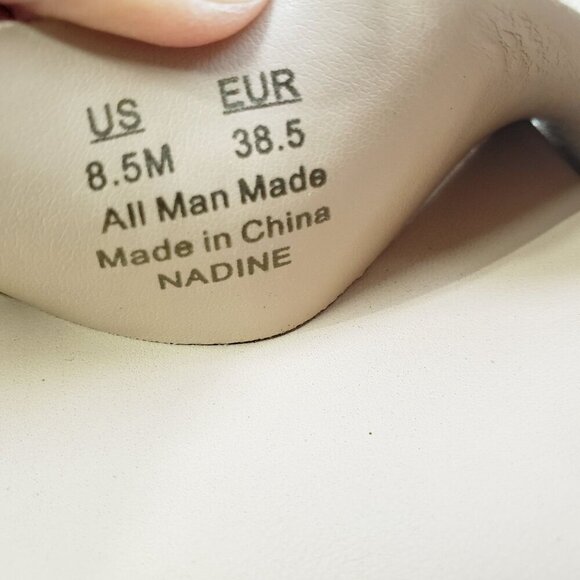 US EUR
8.5M 38.5
All Man Made
Made in China
NADINE